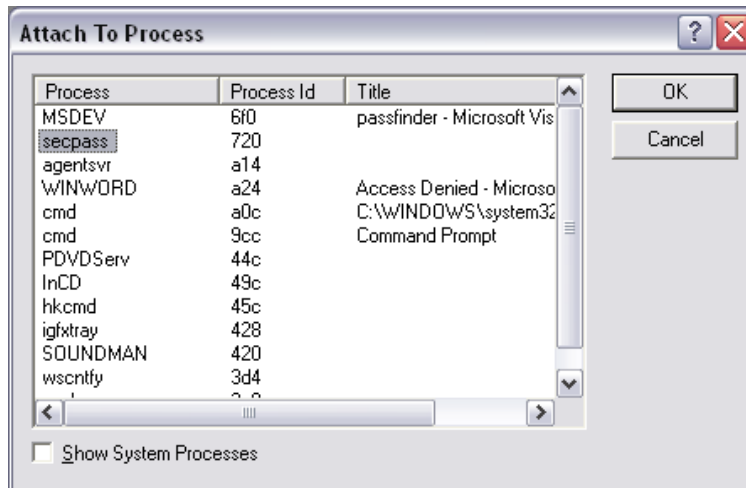 Attach To Process
Process Process Id Title
MSDEV 6f0 passfinder - Microsoft Vis
secpass 720
agentsvr a14
WINWORD a24 Access Denied - Microso
cmd a0c C:\WINDOWS\system32
cmd 9cc Command Prompt
PDVDServ 44c
InCD 49c
hkcmd 45c
igfxtray 428
SOUNDMAN 420
wscntfy 3d4
OK
Cancel
Show System Processes